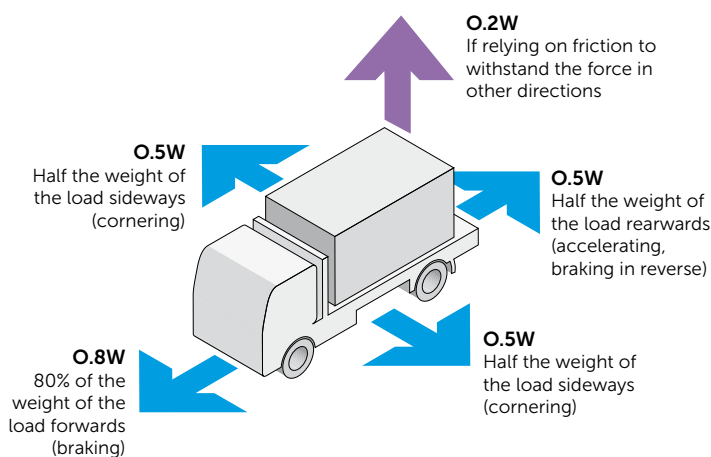 O.2W
If relying on friction to
withstand the force in
other directions
O.5W
Half the weight of
the load sideways
(cornering)
O.5W
Half the weight of
the load rearwards
(accelerating,
braking in reverse)
O.8W
80% of the
weight of the
load forwards
(braking)
O.5W
Half the weight of
the load sideways
(cornering)